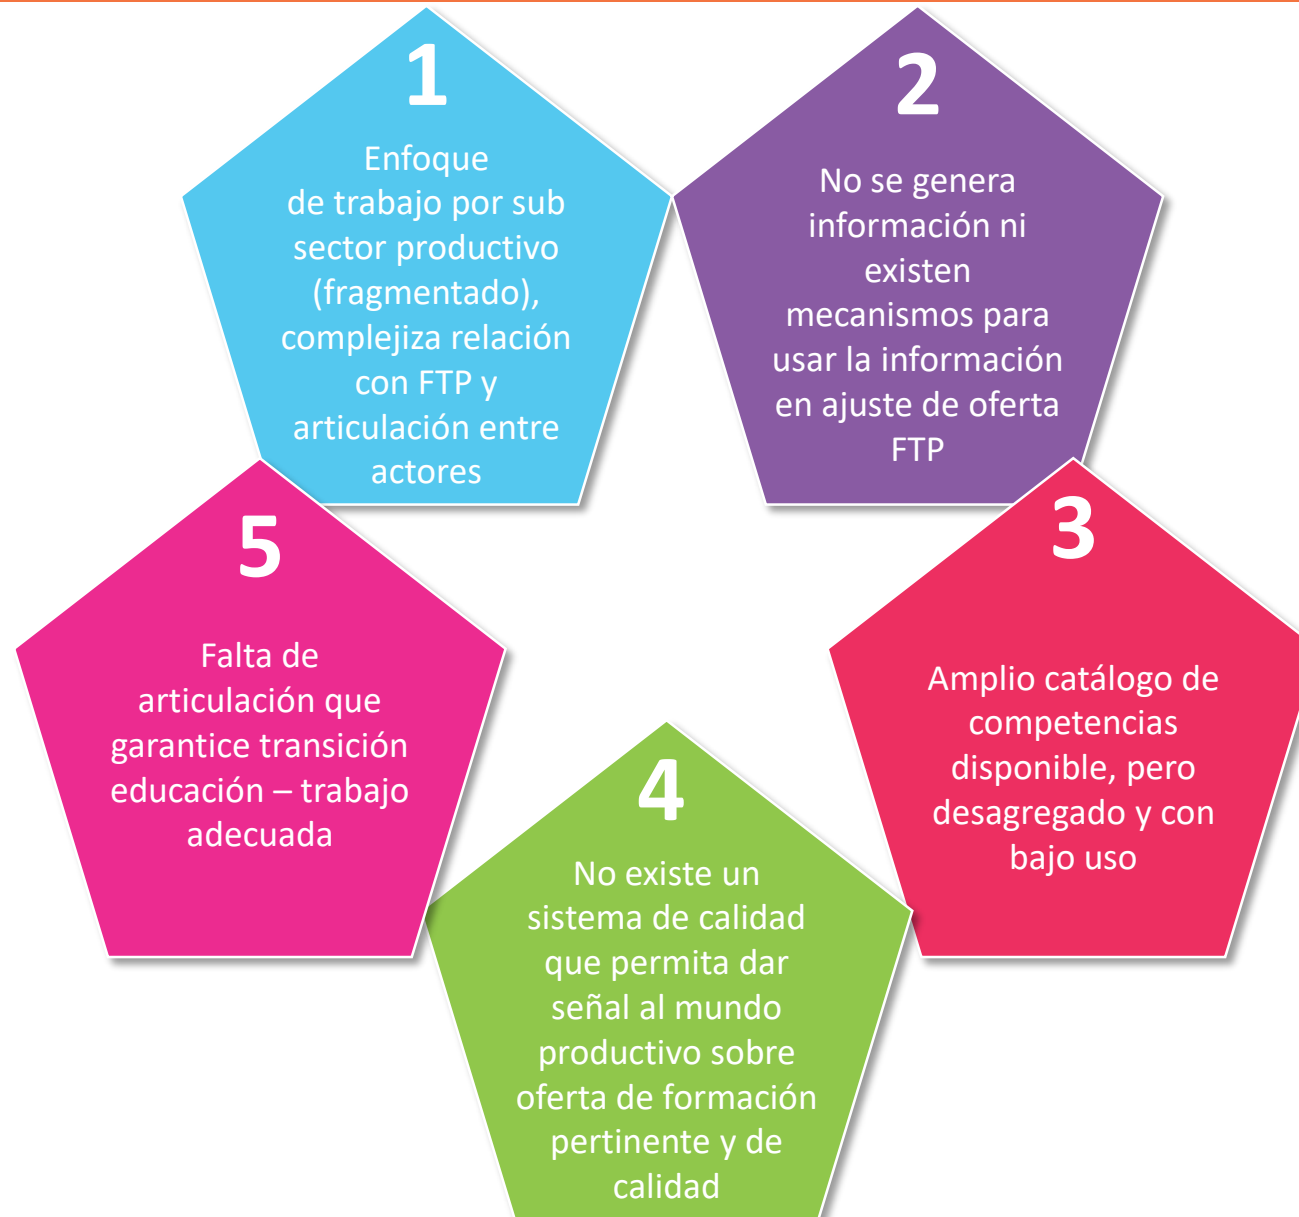 1
Enfoque
de trabajo por sub
sector productivo
(fragmentado),
complejiza relación
con FTP y
articulación entre
actores
2
No se genera
información ni
existen
mecanismos para
usar la información
en ajuste de oferta
FTP
3
Amplio catálogo de
competencias
disponible, pero
desagregado y con
bajo uso
4
No existe un
sistema de calidad
que permita dar
señal al mundo
productivo sobre
oferta de formación
pertinente y de
calidad
5
Falta de
articulación que
garantice transición
educación – trabajo
adecuada